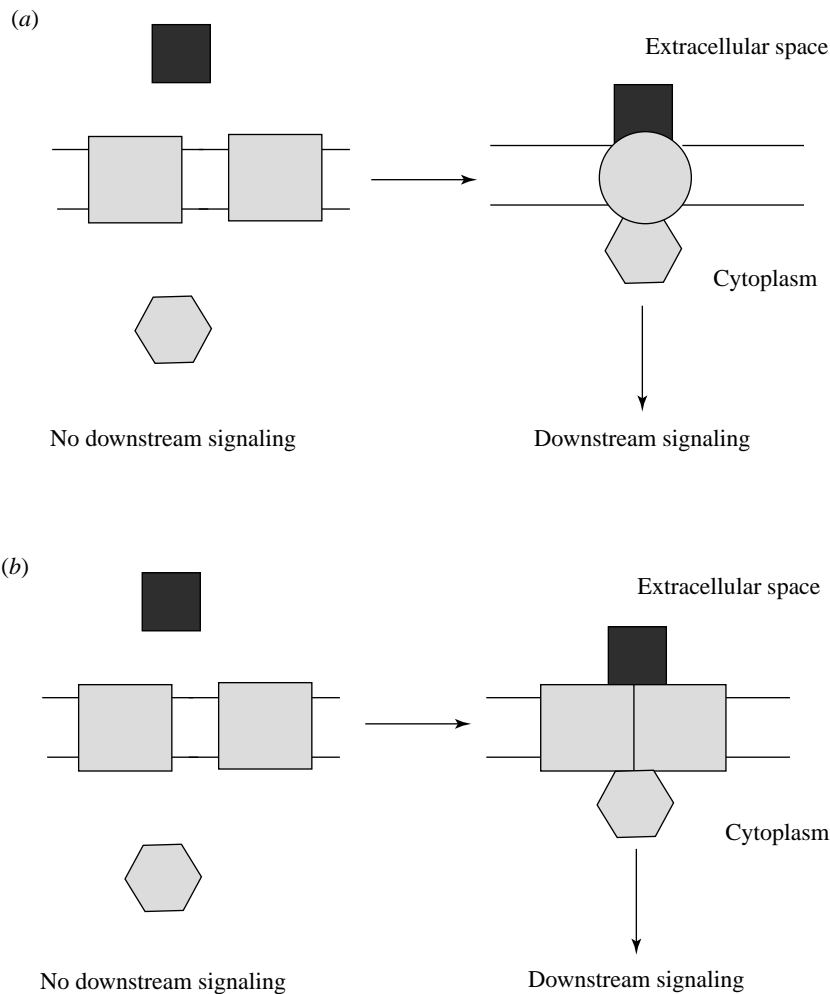 (a)
Extracellular space
Cytoplasm
No downstream signaling
Downstream signaling
(b)
Extracellular space
Cytoplasm
No downstream signaling
Downstream signaling